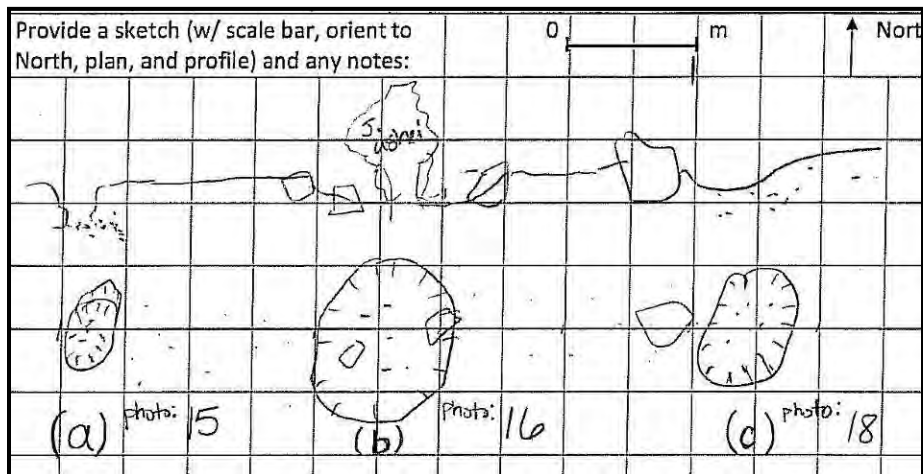 Provide a sketch (w/ scale bar, orient to
North, plan, and profile) and any notes:
0 m Nort
(a) photo: 15
(b) photo: 16
(c) photo: 18